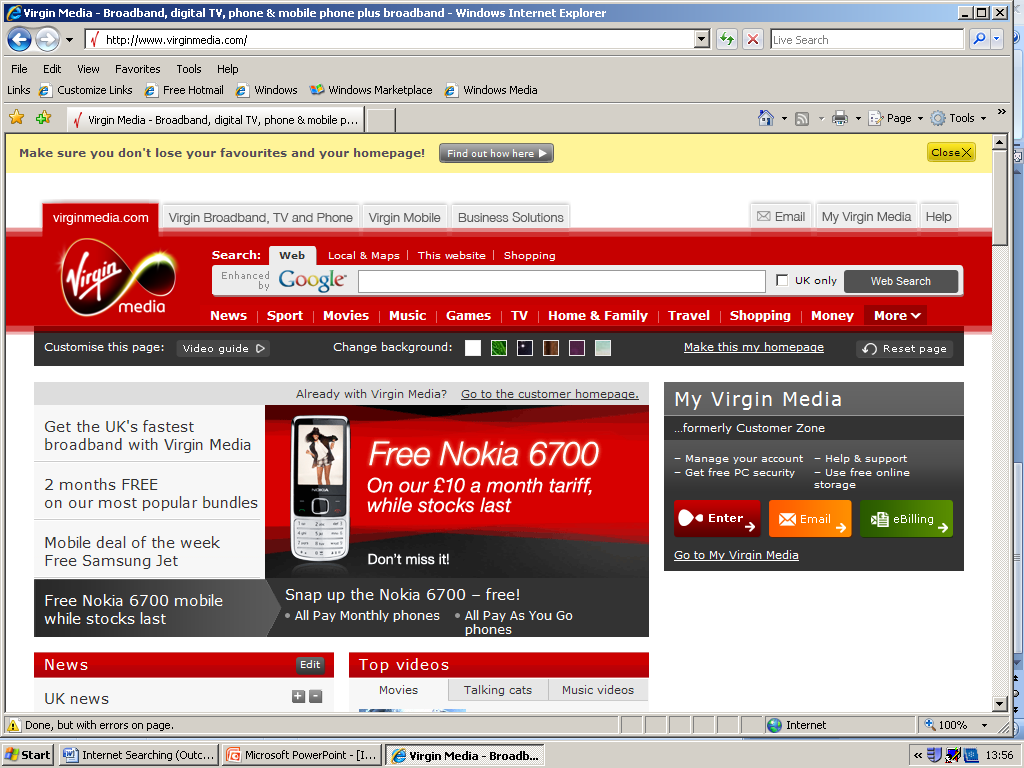 Virgin Media - Broadband, digital TV, phone & mobile phone plus broadband - Windows Internet Explorer
http://www.virginmedia.com/
Live Search
File Edit View Favorites Tools Help
Links Customize Links Free Hotmail Windows Windows Marketplace Windows Media
Virgin Media - Broadband, digital TV, phone & mobile p...
Page Tools »
Make sure you don't lose your favourites and your homepage! Find out how here Close X
virginmedia.com Virgin Broadband, TV and Phone Virgin Mobile Business Solutions Email My Virgin Media Help
Virgin media
Search: Web Local & Maps This website Shopping
Enhanced by Google UK only Web Search
News Sport Movies Music Games TV Home & Family Travel Shopping Money More
Customise this page: Video guide Change background: Make this my homepage Reset page
Already with Virgin Media? Go to the customer homepage.
Get the UK's fastest
broadband with Virgin Media
2 months FREE
on our most popular bundles
Mobile deal of the week
Free Samsung Jet
Free Nokia 6700 mobile
while stocks last
NOKIA
Free Nokia 6700
On our £10 a month tariff,
while stocks last
Don't miss it!
Snap up the Nokia 6700 – free!
• All Pay Monthly phones • All Pay As You Go
phones
My Virgin Media
...formerly Customer Zone
– Manage your account – Help & support
– Get free PC security – Use free online
storage
Enter Email eBilling
Go to My Virgin Media
News Edit
UK news + -
Top videos
Movies Talking cats Music videos
Done, but with errors on page. Internet 100%
Start Internet Searching (Outc... Microsoft PowerPoint - [I... Virgin Media - Broadb... « 13:56